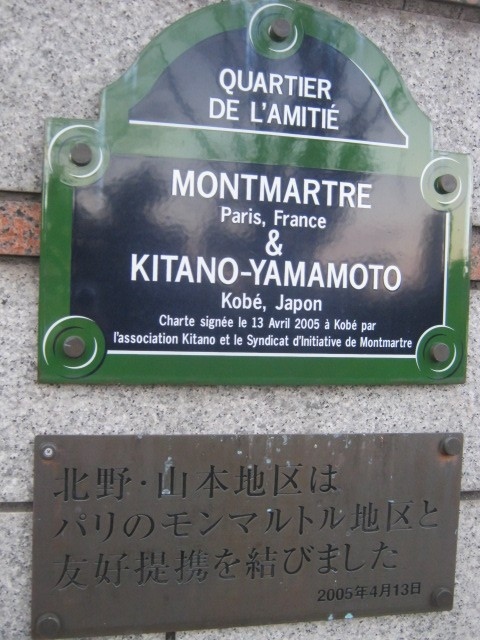 QUARTIER
DE L'AMITIÉ
MONTMARTRE
Paris, France
&
KITANO-YAMAMOTO
Kobé, Japon
Charte signée le 13 Avril 2005 à Kobé par
l'association Kitano et le Syndicat d'Initiative de Montmartre
北野・山本地区は
パリのモンマルトル地区と
友好提携を結びました
2005年4月13日